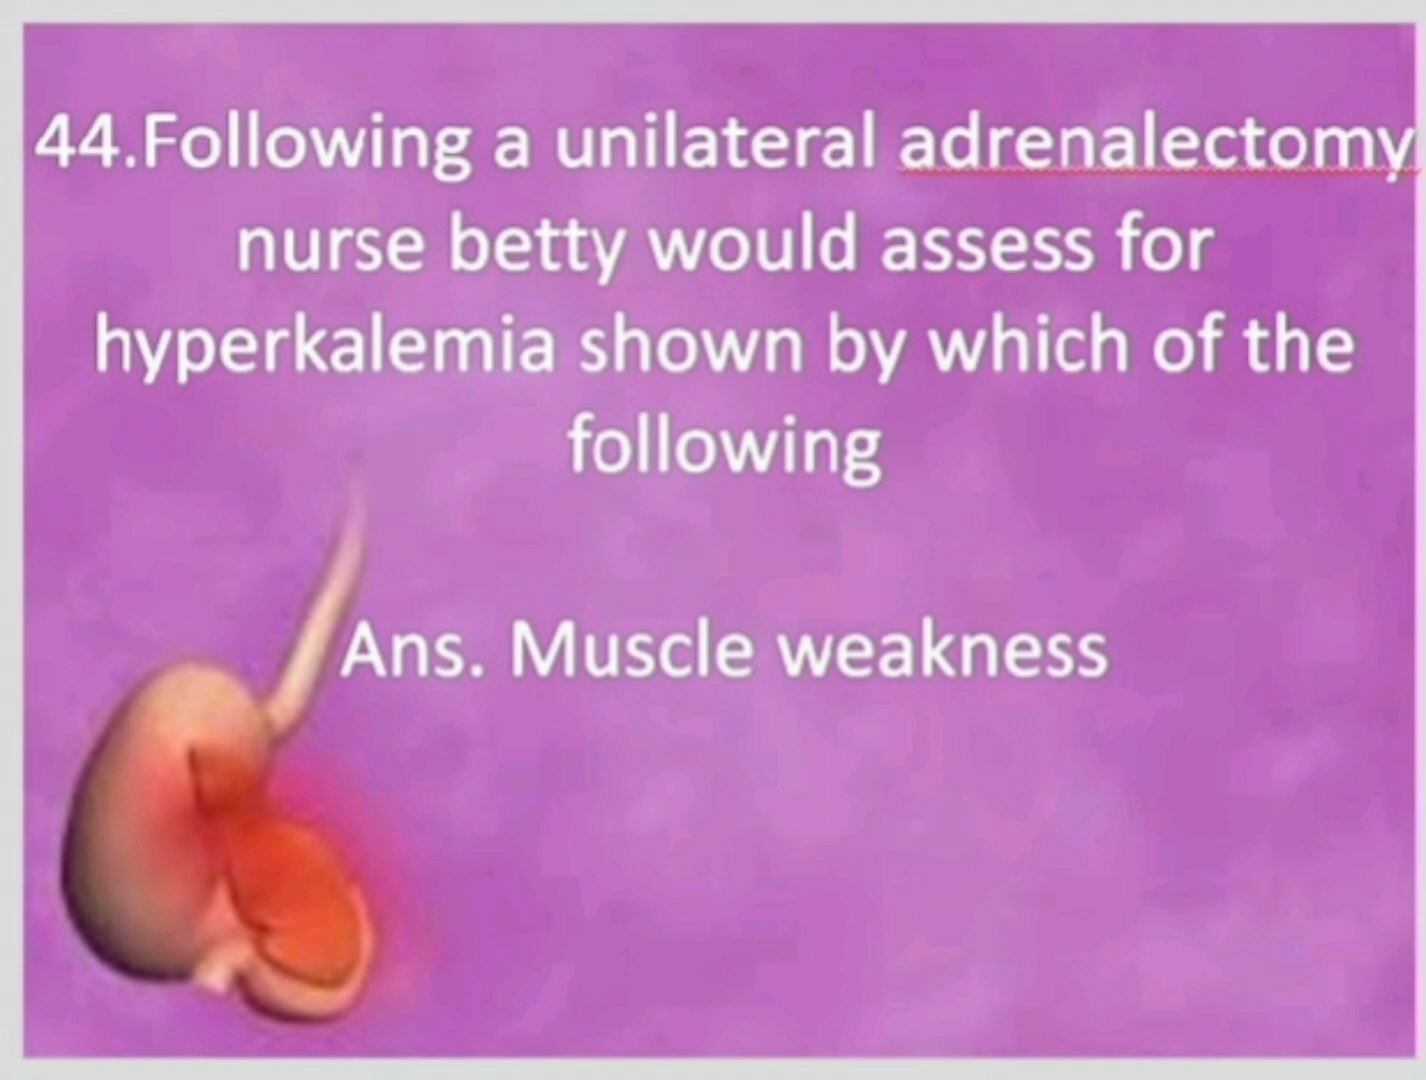 44.Following a unilateral adrenalectomy
nurse betty would assess for
hyperkalemia shown by which of the
following
Ans. Muscle weakness